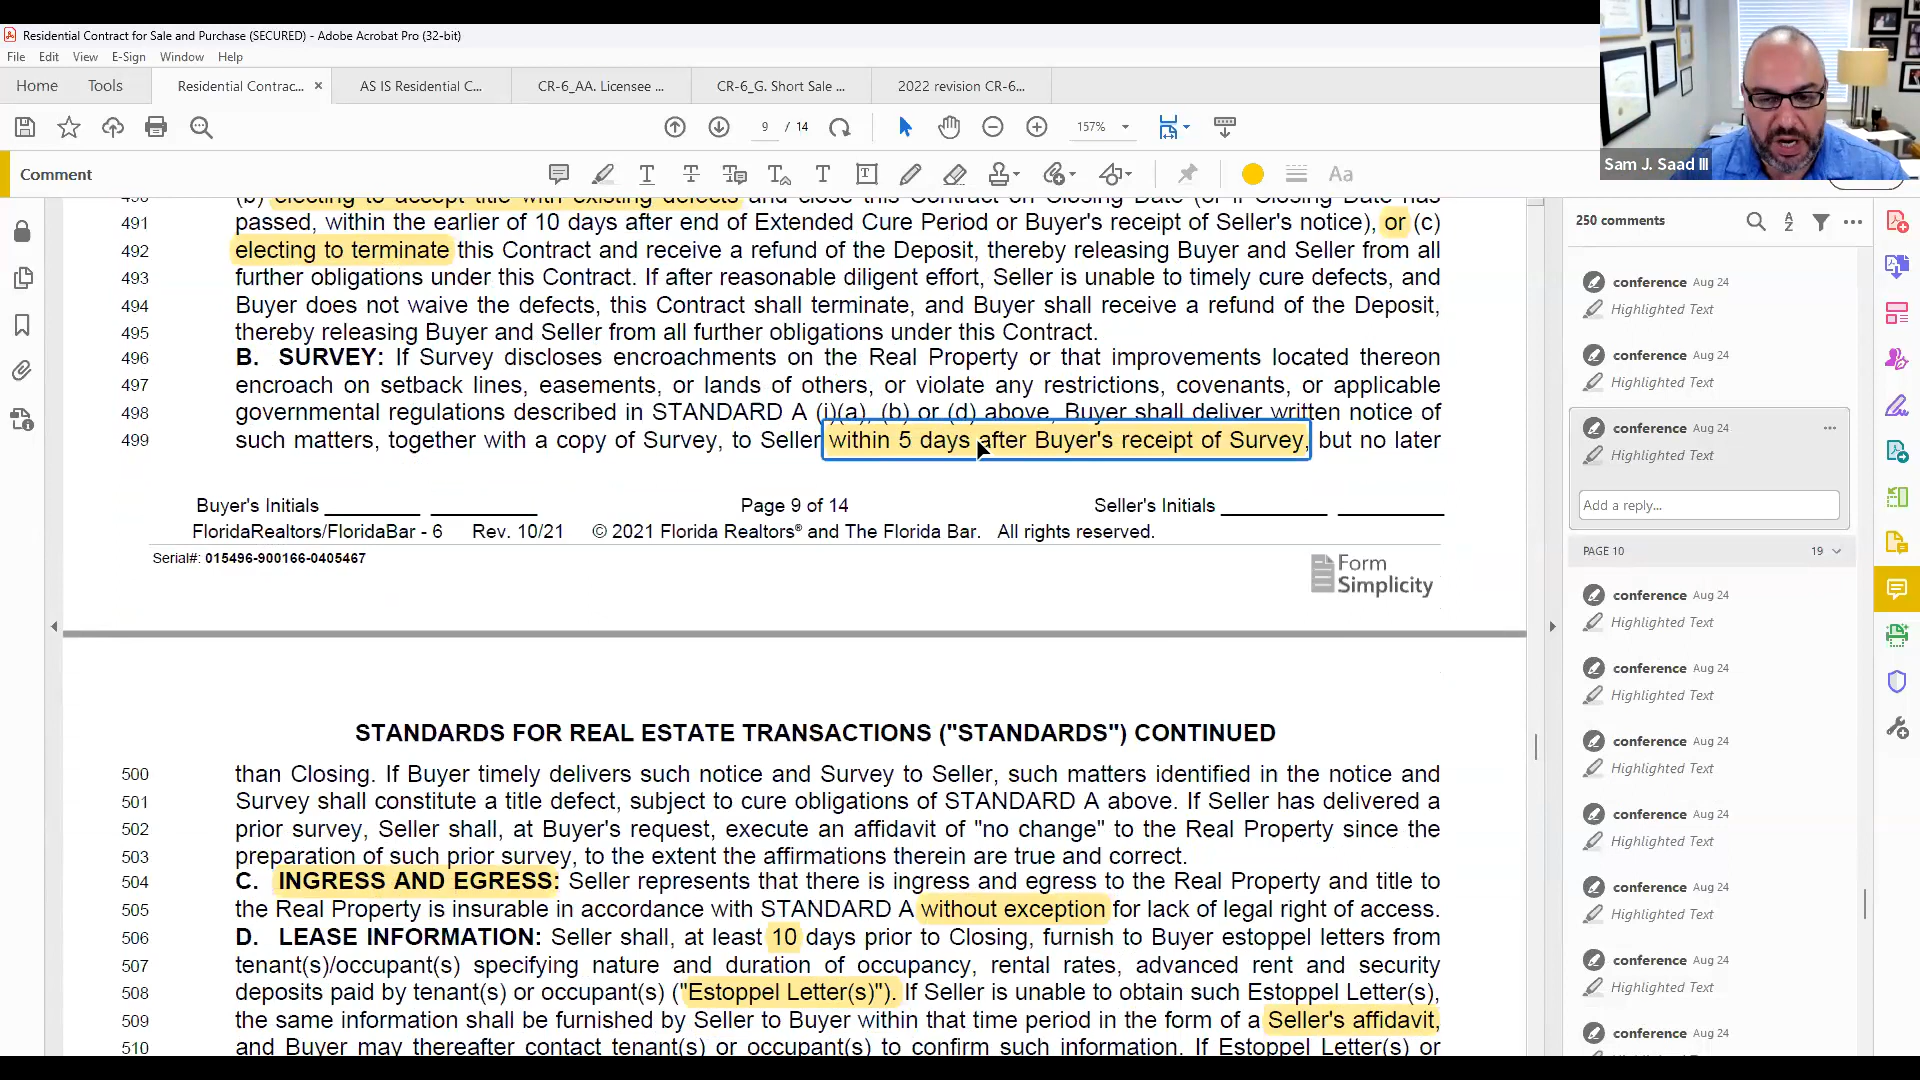 Residential Contract for Sale and Purchase (SECURED) - Adobe Acrobat Pro (32-bit)
File Edit View E-Sign Window Help
Home Tools Residential Contrac... × AS IS Residential C... CR-6_AA. Licensee ... CR-6_G. Short Sale ... 2022 revision CR-6...
9 / 14 157%
Sam J. Saad III
Comment
Aa
491 passed, within the earlier of 10 days after end of Extended Cure Period or Buyer's receipt of Seller's notice), or (c)
492 electing to terminate this Contract and receive a refund of the Deposit, thereby releasing Buyer and Seller from all
493 further obligations under this Contract. If after reasonable diligent effort, Seller is unable to timely cure defects, and
494 Buyer does not waive the defects, this Contract shall terminate, and Buyer shall receive a refund of the Deposit,
495 thereby releasing Buyer and Seller from all further obligations under this Contract.
496 B. SURVEY: If Survey discloses encroachments on the Real Property or that improvements located thereon
497 encroach on setback lines, easements, or lands of others, or violate any restrictions, covenants, or applicable
498 governmental regulations described in STANDARD A (i)(a), (b) or (d) above, Buyer shall deliver written notice of
499 such matters, together with a copy of Survey, to Seller within 5 days after Buyer's receipt of Survey, but no later
Buyer's Initials ________ ________ Page 9 of 14 Seller's Initials ________ ________
FloridaRealtors/FloridaBar - 6 Rev. 10/21 © 2021 Florida Realtors® and The Florida Bar. All rights reserved.
Serial#: 015496-900166-0405467
Form
Simplicity
STANDARDS FOR REAL ESTATE TRANSACTIONS ("STANDARDS") CONTINUED
500 than Closing. If Buyer timely delivers such notice and Survey to Seller, such matters identified in the notice and
501 Survey shall constitute a title defect, subject to cure obligations of STANDARD A above. If Seller has delivered a
502 prior survey, Seller shall, at Buyer's request, execute an affidavit of "no change" to the Real Property since the
503 preparation of such prior survey, to the extent the affirmations therein are true and correct.
504 C. INGRESS AND EGRESS: Seller represents that there is ingress and egress to the Real Property and title to
505 the Real Property is insurable in accordance with STANDARD A without exception for lack of legal right of access.
506 D. LEASE INFORMATION: Seller shall, at least 10 days prior to Closing, furnish to Buyer estoppel letters from
507 tenant(s)/occupant(s) specifying nature and duration of occupancy, rental rates, advanced rent and security
508 deposits paid by tenant(s) or occupant(s) ("Estoppel Letter(s)"). If Seller is unable to obtain such Estoppel Letter(s),
509 the same information shall be furnished by Seller to Buyer within that time period in the form of a Seller's affidavit,
510 and Buyer may thereafter contact tenant(s) or occupant(s) to confirm such information. If Estoppel Letter(s) or
250 comments
conference Aug 24
Highlighted Text
conference Aug 24
Highlighted Text
conference Aug 24
Highlighted Text
Add a reply...
PAGE 10 19
conference Aug 24
Highlighted Text
conference Aug 24
Highlighted Text
conference Aug 24
Highlighted Text
conference Aug 24
Highlighted Text
conference Aug 24
Highlighted Text
conference Aug 24
Highlighted Text
conference Aug 24